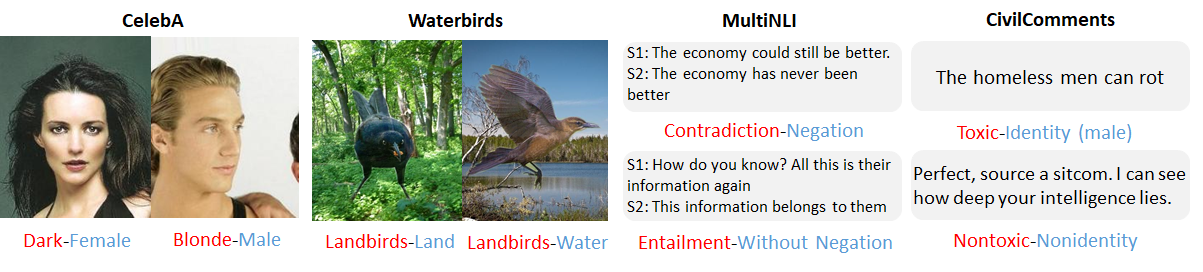 CelebA
Dark-Female
Blonde-Male
Waterbirds
Landbirds-Land
Landbirds-Water
MultiNLI
S1: The economy could still be better.
S2: The economy has never been
better
Contradiction-Negation
S1: How do you know? All this is their
information again
S2: This information belongs to them
Entailment-Without Negation
CivilComments
The homeless men can rot
Toxic-Identity (male)
Perfect, source a sitcom. I can see
how deep your intelligence lies.
Nontoxic-Nonidentity